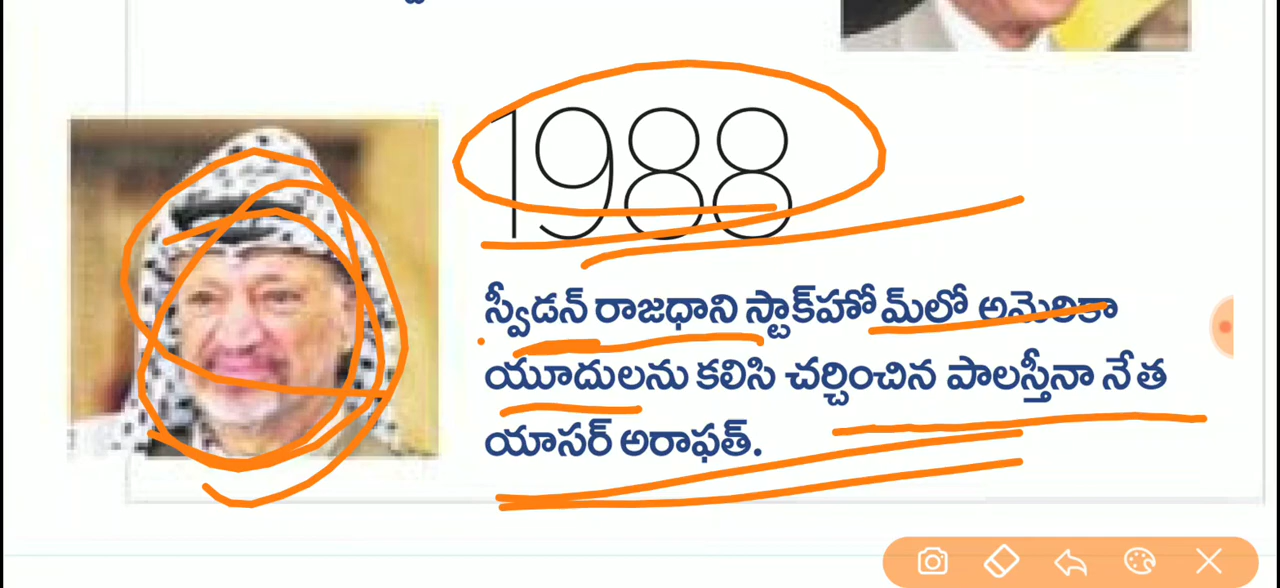 1988
స్వీడన్ రాజధాని స్టాక్‌హో మ్‌లో అమెరికా
యూదులను కలిసి చర్చించిన పాలస్తీనా నేత
యాసర్ అరాఫత్.